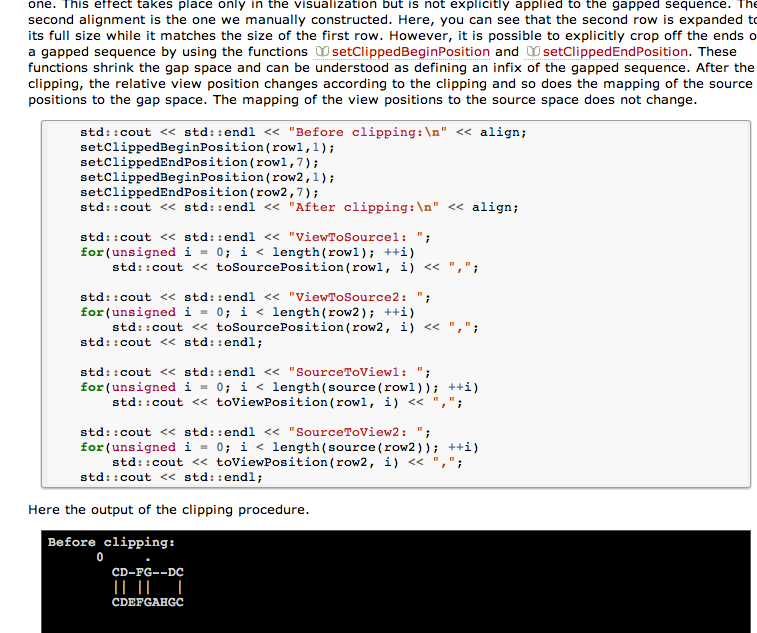 one. This effect takes place only in the visualization but is not explicitly applied to the gapped sequence. The
second alignment is the one we manually constructed. Here, you can see that the second row is expanded to
its full size while it matches the size of the first row. However, it is possible to explicitly crop off the ends o
a gapped sequence by using the functions setClippedBeginPosition and setClippedEndPosition. These
functions shrink the gap space and can be understood as defining an infix of the gapped sequence. After the
clipping, the relative view position changes according to the clipping and so does the mapping of the source
positions to the gap space. The mapping of the view positions to the source space does not change.
std::cout << std::endl << "Before clipping:\n" << align;
setClippedBeginPosition(row1,1);
setClippedEndPosition(row1,7);
setClippedBeginPosition(row2,1);
setClippedEndPosition(row2,7);
std::cout << std::endl << "After clipping:\n" << align;
std::cout << std::endl << "ViewToSource1: ";
for(unsigned i = 0; i < length(row1); ++i)
    std::cout << toSourcePosition(row1, i) << ",";
std::cout << std::endl << "ViewToSource2: ";
for(unsigned i = 0; i < length(row2); ++i)
    std::cout << toSourcePosition(row2, i) << ",";
std::cout << std::endl;
std::cout << std::endl << "SourceToView1: ";
for(unsigned i = 0; i < length(source(row1)); ++i)
    std::cout << toViewPosition(row1, i) << ",";
std::cout << std::endl << "SourceToView2: ";
for(unsigned i = 0; i < length(source(row2)); ++i)
    std::cout << toViewPosition(row2, i) << ",";
std::cout << std::endl;
Here the output of the clipping procedure.
Before clipping:
      0     .
        CD-FG--DC
        || ||   |
        CDEFGAHGC